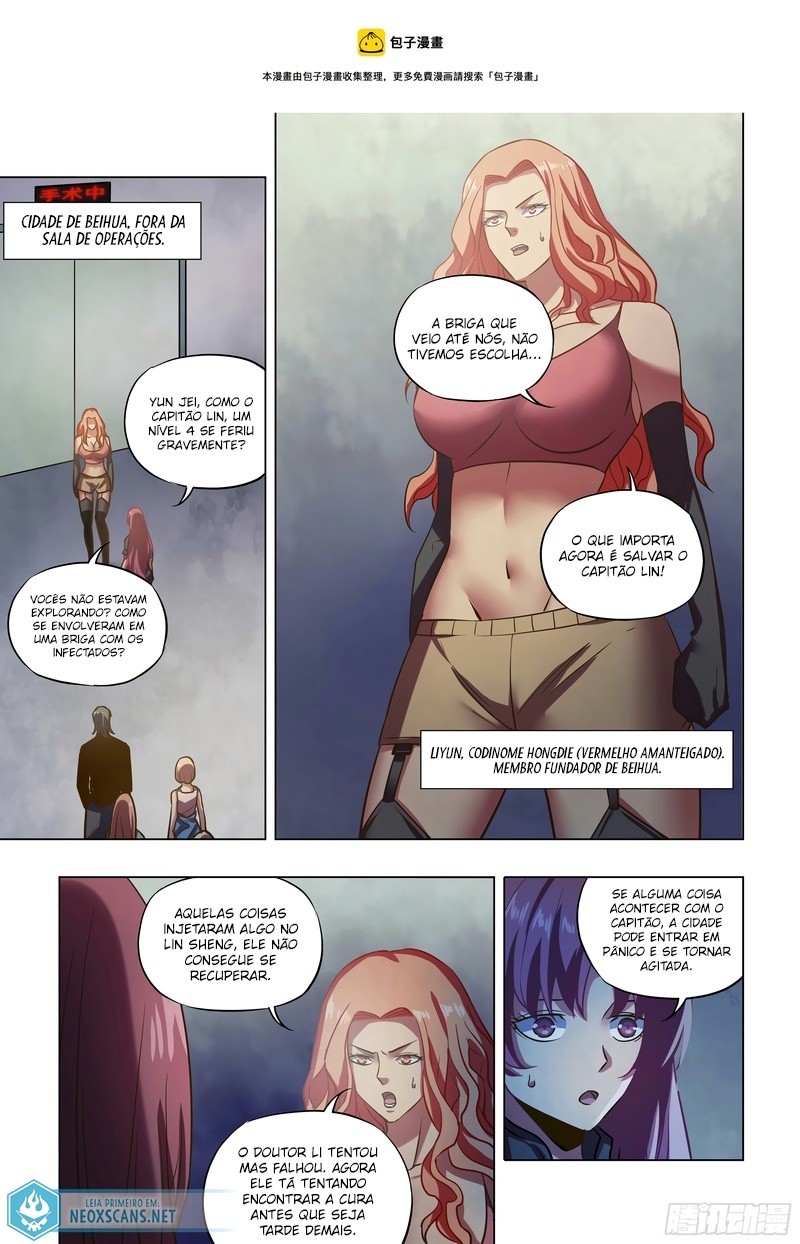 包子漫畫
本漫畫由包子漫畫收集整理，更多免費漫画請搜索「包子漫畫」
手术中
CIDADE DE BEIHUA, FORA DA
SALA DE OPERAÇÕES.
YUN JEI, COMO O
CAPITÃO LIN, UM
NÍVEL 4 SE FERIU
GRAVEMENTE?
VOCÊS NÃO ESTAVAM
EXPLORANDO? COMO
SE ENVOLVERAM EM
UMA BRIGA COM OS
INFECTADOS?
A BRIGA QUE
VEIO ATÉ NÓS, NÃO
TIVEMOS ESCOLHA...
O QUE IMPORTA
AGORA É SALVAR O
CAPITÃO LIN!
LIYUN, CODINOME HONGDIE (VERMELHO AMANTEIGADO).
MEMBRO FUNDADOR DE BEIHUA.
AQUELAS COISAS
INJETARAM ALGO NO
LIN SHENG, ELE NÃO
CONSEGUE SE
RECUPERAR.
O DOUTOR LI TENTOU
MAS FALHOU. AGORA
ELE TÁ TENTANDO
ENCONTRAR A CURA
ANTES QUE SEJA
TARDE DEMAIS.
SE ALGUMA COISA
ACONTECER COM O
CAPITÃO, A CIDADE
PODE ENTRAR EM
PÂNICO E SE TORNAR
AGITADA.
LEIA PRIMEIRO EM:
NEOXSCANS.NET
腾讯动漫